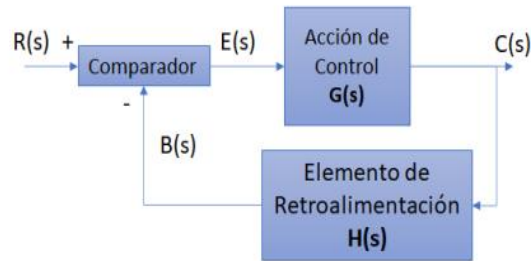 R(s) +
Comparador
-
E(s)
Acción de
Control
G(s)
C(s)
B(s)
Elemento de
Retroalimentación
H(s)